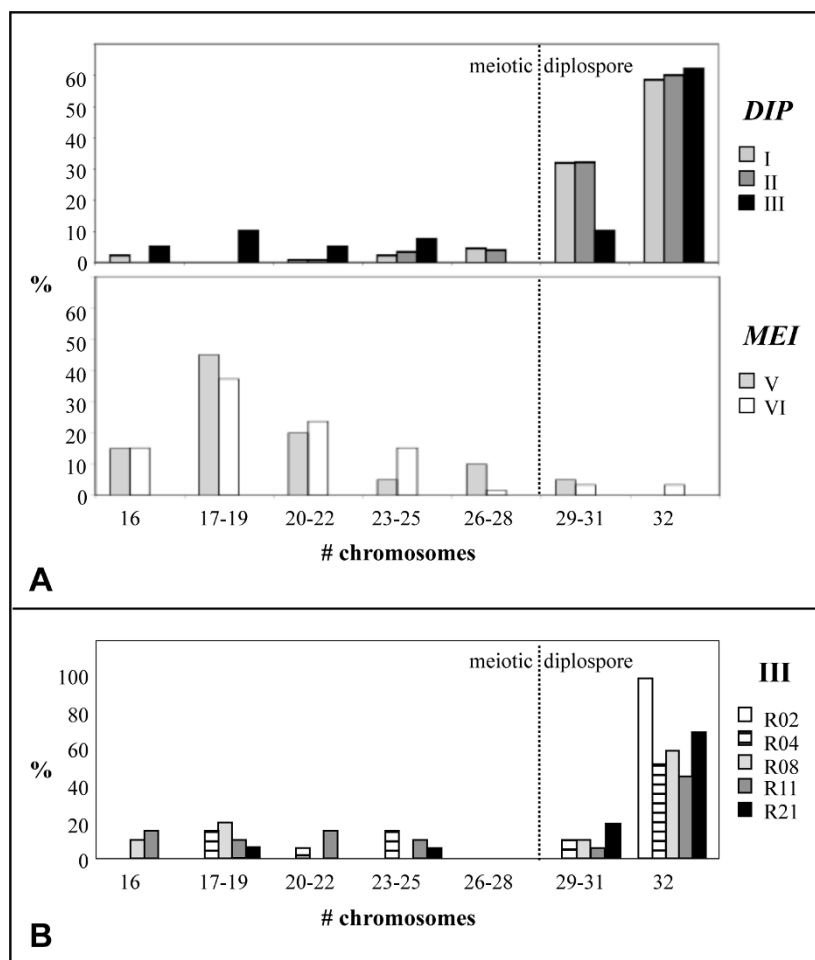 meiotic diplospore
60
50
40
30
20
10
0
DIP
I
II
III
%
60
50
40
30
20
10
0
MEI
V
VI
16 17-19 20-22 23-25 26-28 29-31 32
# chromosomes
A
meiotic diplospore
100
80
60
40
20
0
%
III
R02
R04
R08
R11
R21
16 17-19 20-22 23-25 26-28 29-31 32
# chromosomes
B